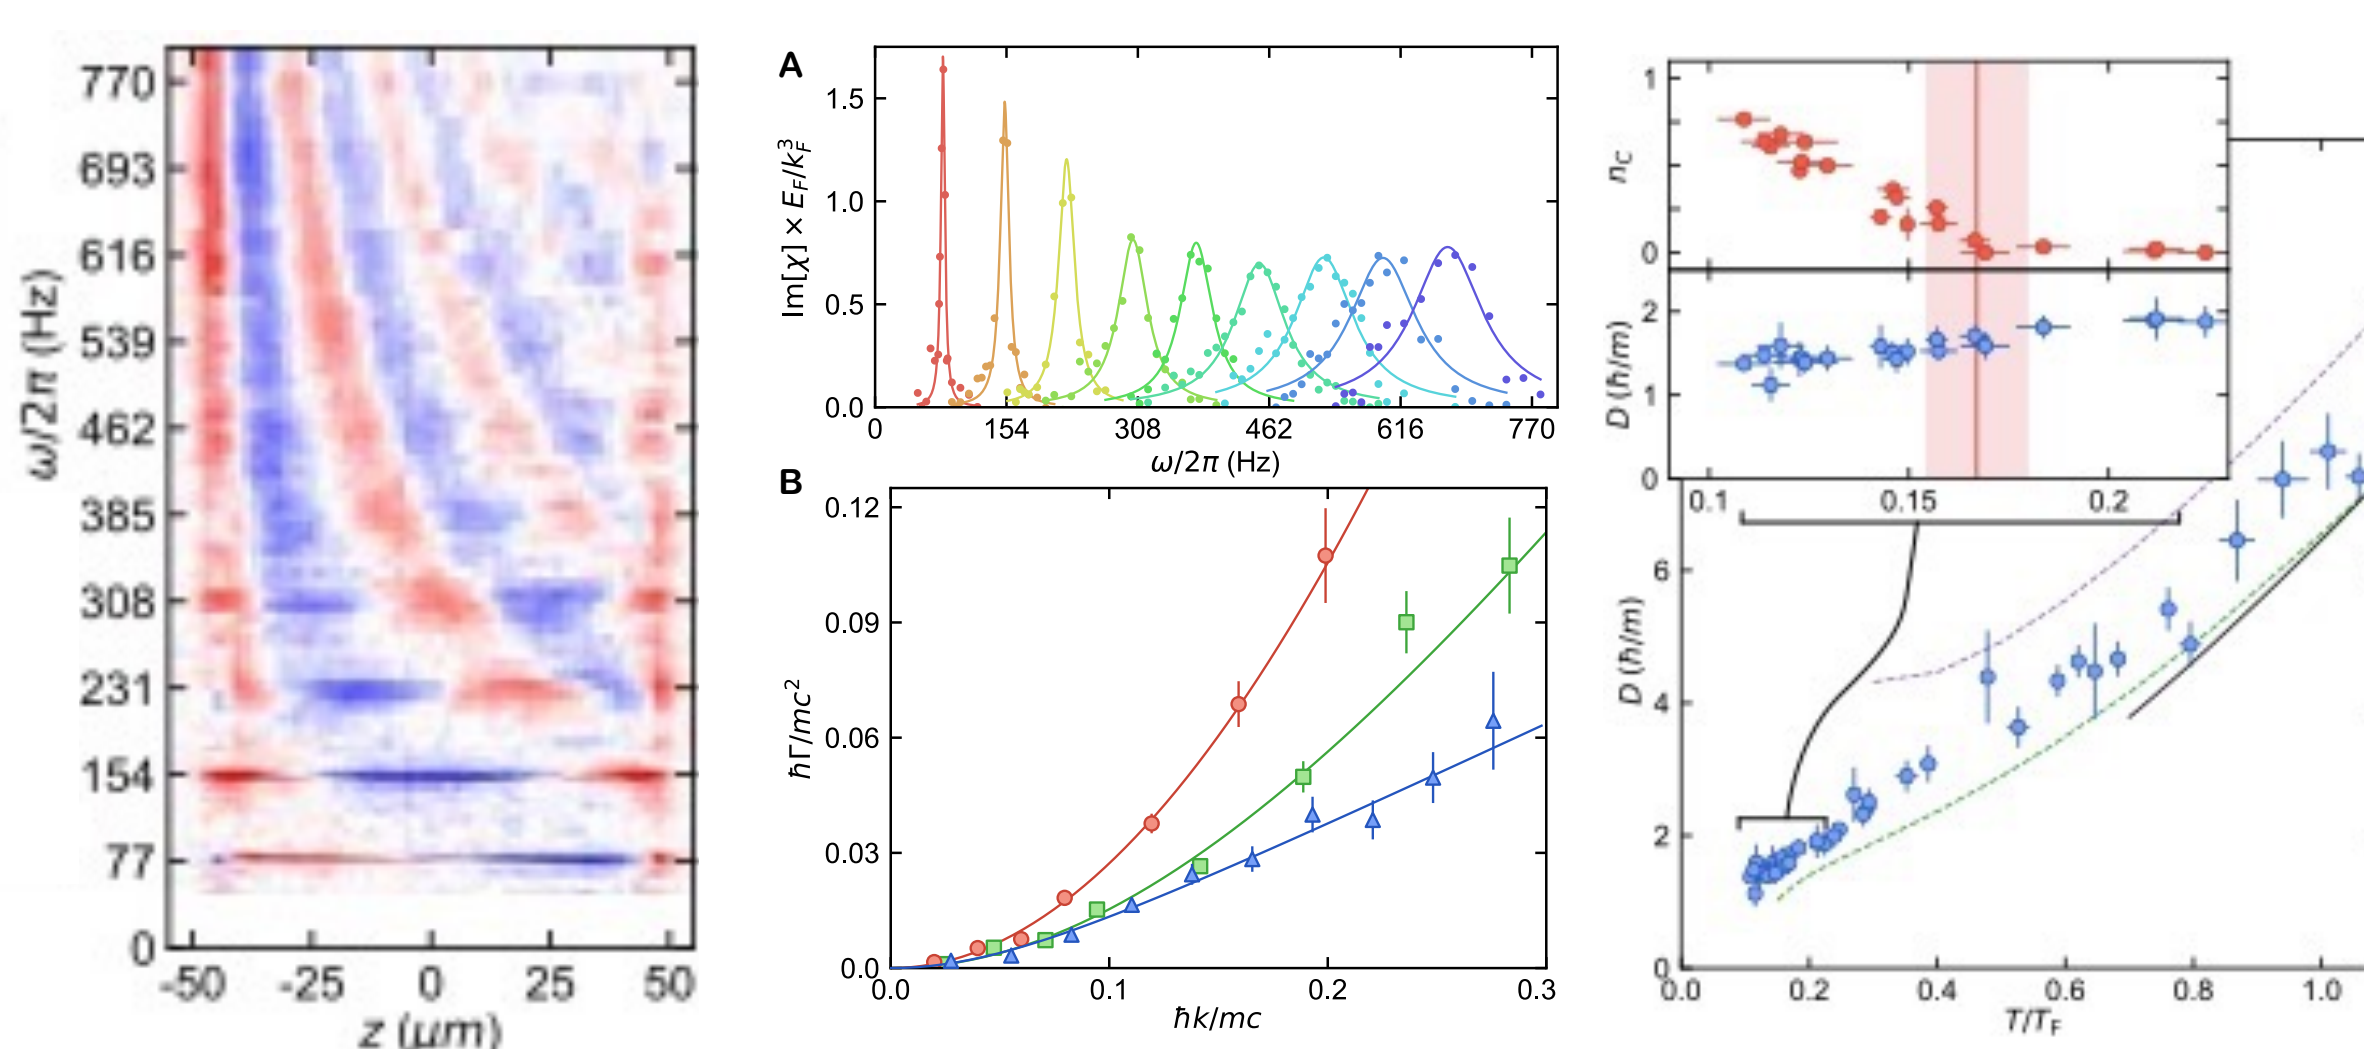 770
693
616
539
462
385
308
231
154
77
0
ω/2π (Hz)
-50 -25 0 25 50
z (μm)
A
1.5
1.0
0.5
0.0
Im[χ] × E_F/k_F^3
0 154 308 462 616 770
ω/2π (Hz)
B
0.12
0.09
0.06
0.03
0.0
ħΓ/mc²
0.0 0.1 0.2 0.3
ħk/mc
1
0
n_C
2
1
0
D (ħ/m)
0.1 0.15 0.2
6
4
2
0
D (ħ/m)
0.0 0.2 0.4 0.6 0.8 1.0
T/T_F